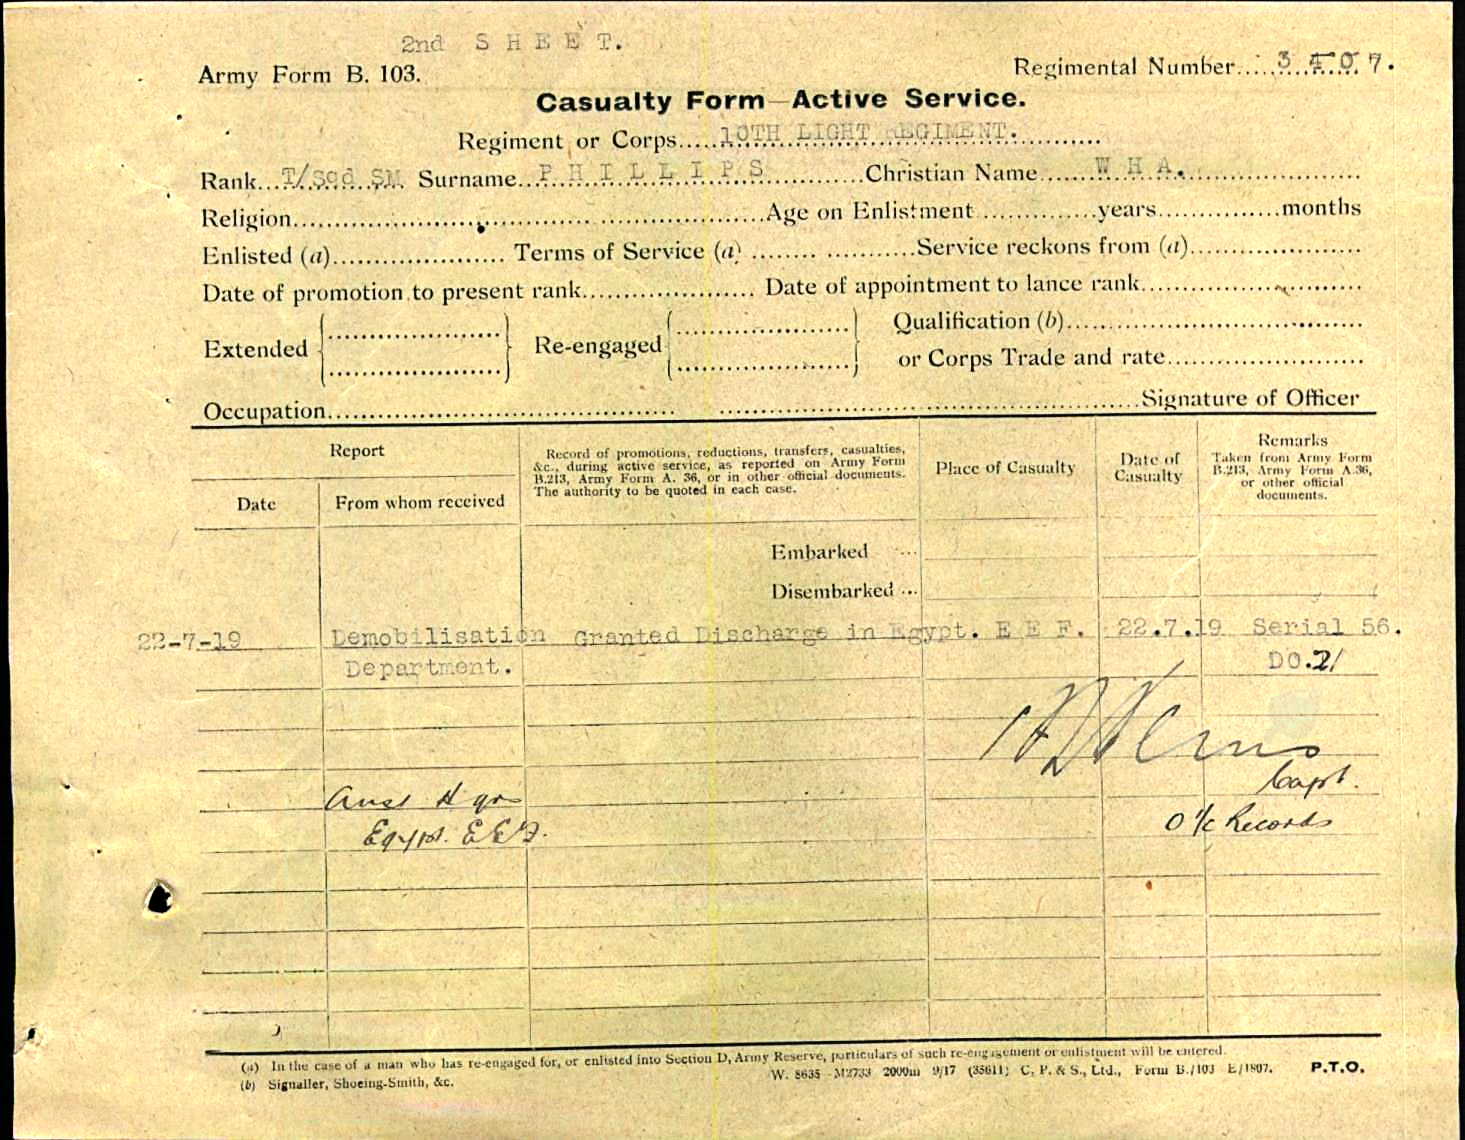 2nd S H E E T.
Army Form B. 103. Regimental Number 3 4 0 7.
Casualty Form—Active Service.
Regiment or Corps 10TH LIGHT REGIMENT.
Rank T/Sqd SM Surname P H I L L I P S Christian Name W H A.
Religion Age on Enlistment years months
Enlisted (a) Terms of Service (a) Service reckons from (a)
Date of promotion to present rank Date of appointment to lance rank
Extended Re-engaged Qualification (b)
or Corps Trade and rate
Occupation Signature of Officer
Report
Date From whom received
Record of promotions, reductions, transfers, casualties,
&c., during active service, as reported on Army Form
B.213, Army Form A. 36, or in other official documents.
The authority to be quoted in each case.
Place of Casualty
Date of
Casualty
Remarks
Taken from Army Form
B.213, Army Form A.36,
or other official
documents.
Embarked ...
Disembarked ...
22-7-19 Demobilisation Granted Discharge in Egypt. E E F. 22.7.19 Serial 56.
Department. DO.21
Capt.
Aust H qrs
Egypt. E E F. O i/c Records
(a) In the case of a man who has re-engaged for, or enlisted into Section D, Army Reserve, particulars of such re-engagement or enlistment will be entered.
(b) Signaller, Shoeing-Smith, &c. W. 8635 M2733 2000m 9/17 (35611) C. P. & S., Ltd., Form B./103 E/1807. P.T.O.